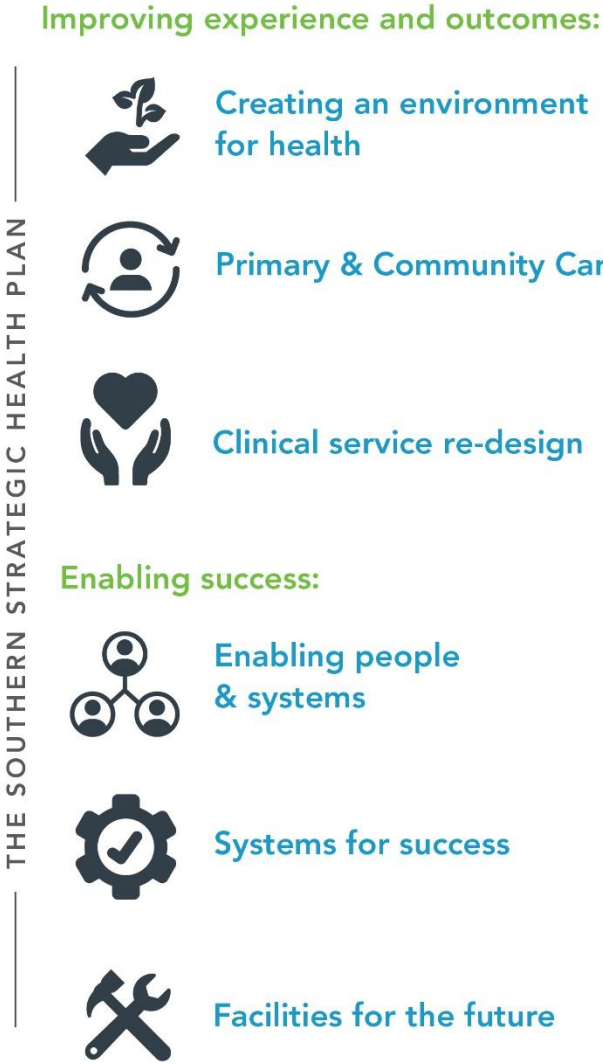 Improving experience and outcomes:
THE SOUTHERN STRATEGIC HEALTH PLAN
Creating an environment
for health
Primary & Community Car
Clinical service re-design
Enabling success:
Enabling people
& systems
Systems for success
Facilities for the future